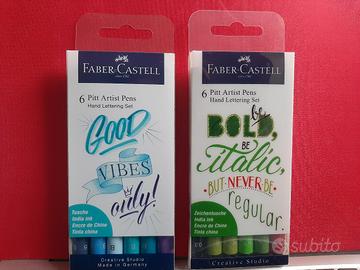 FABER-CASTELL
6 Pitt Artist Pens
Hand Lettering Set
GOOD
VIBES
only!
Tusche
India ink
Encre de Chine
Tinta china
Creative Studio
Made in Germany
FABER-CASTELL
6 Pitt Artist Pens
Hand Lettering Set
be
BOLD,
BE
italic,
BUT NEVER BE
regular.
Zeichentusche
India ink
Encre de Chine
Tinta china
Creative Studio
subito